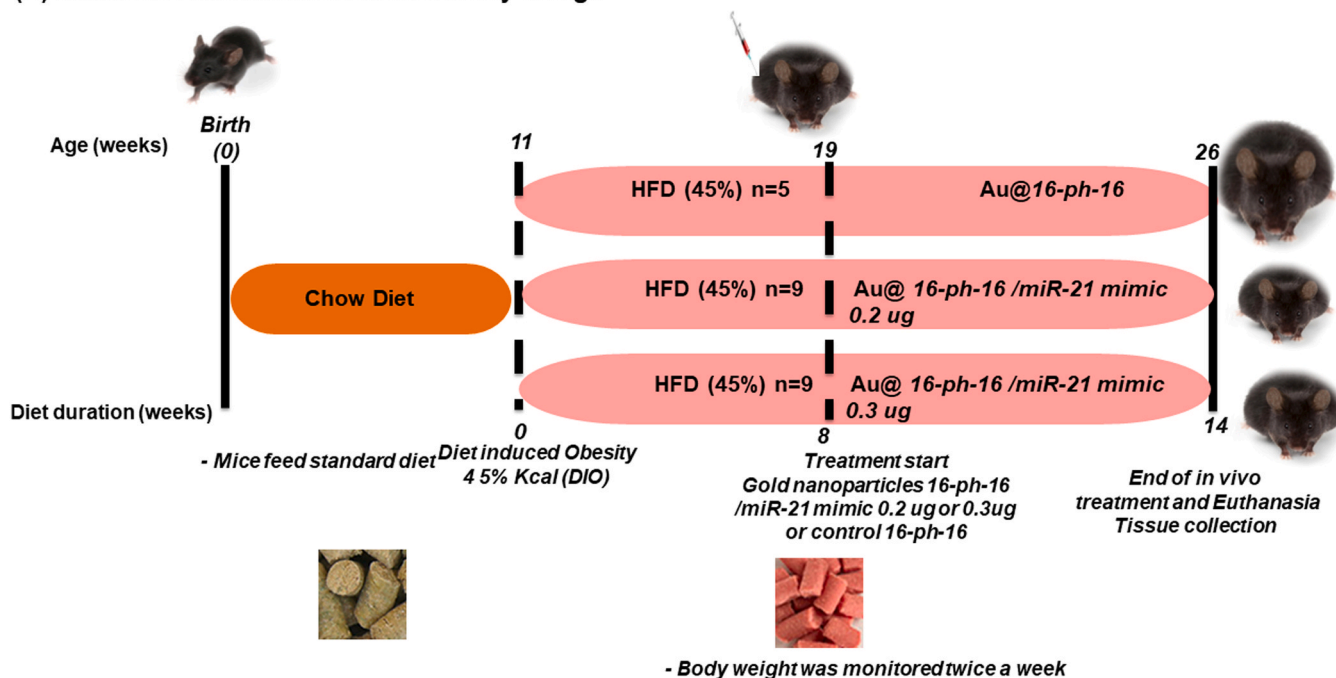 Birth
(0)
Age (weeks)
11
19
26
HFD (45%) n=5
Au@16-ph-16
Chow Diet
HFD (45%) n=9
Au@ 16-ph-16 /miR-21 mimic
0.2 ug
HFD (45%) n=9
Au@ 16-ph-16 /miR-21 mimic
0.3 ug
Diet duration (weeks)
0
8
14
- Mice feed standard diet
Diet induced Obesity
4 5% Kcal (DIO)
Treatment start
Gold nanoparticles 16-ph-16
/miR-21 mimic 0.2 ug or 0.3ug
or control 16-ph-16
End of in vivo
treatment and Euthanasia
Tissue collection
- Body weight was monitored twice a week